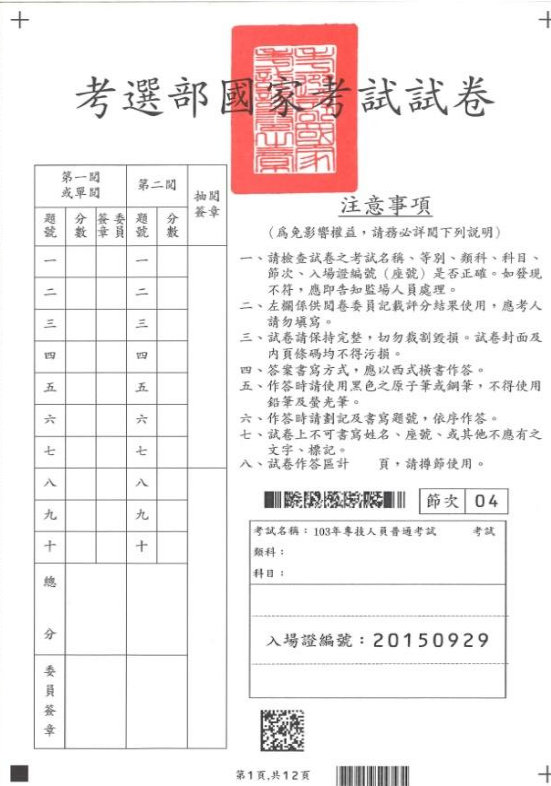 考選部國家考試試卷
第一閱或單閱 第二閱 抽閱簽章
題號 分數 簽章委員 題號 分數
一 一
二 二
三 三
四 四
五 五
六 六
七 七
八 八
九 九
十 十
總分
委員簽章
注意事項
(為免影響權益，請務必詳閱下列說明)
一、請檢查試卷之考試名稱、等別、類科、科目、
節次、入場證編號（座號）是否正確。如發現
不符，應即告知監場人員處理。
二、左欄係供閱卷委員記載評分結果使用，應考人
請勿填寫。
三、試卷請保持完整，切勿裁割毀損。試卷封面及
內頁條碼均不得污損。
四、答案書寫方式，應以西式橫書作答。
五、作答時請使用黑色之原子筆或鋼筆，不得使用
鉛筆及螢光筆。
六、作答時請劃記及書寫題號，依序作答。
七、試卷上不可書寫姓名、座號、或其他不應有之
文字、標記。
八、試卷作答區計 頁，請撙節使用。
節次 04
考試名稱：103年專技人員普通考試 考試
類科：
科目：
入場證編號：20150929
第1頁,共12頁